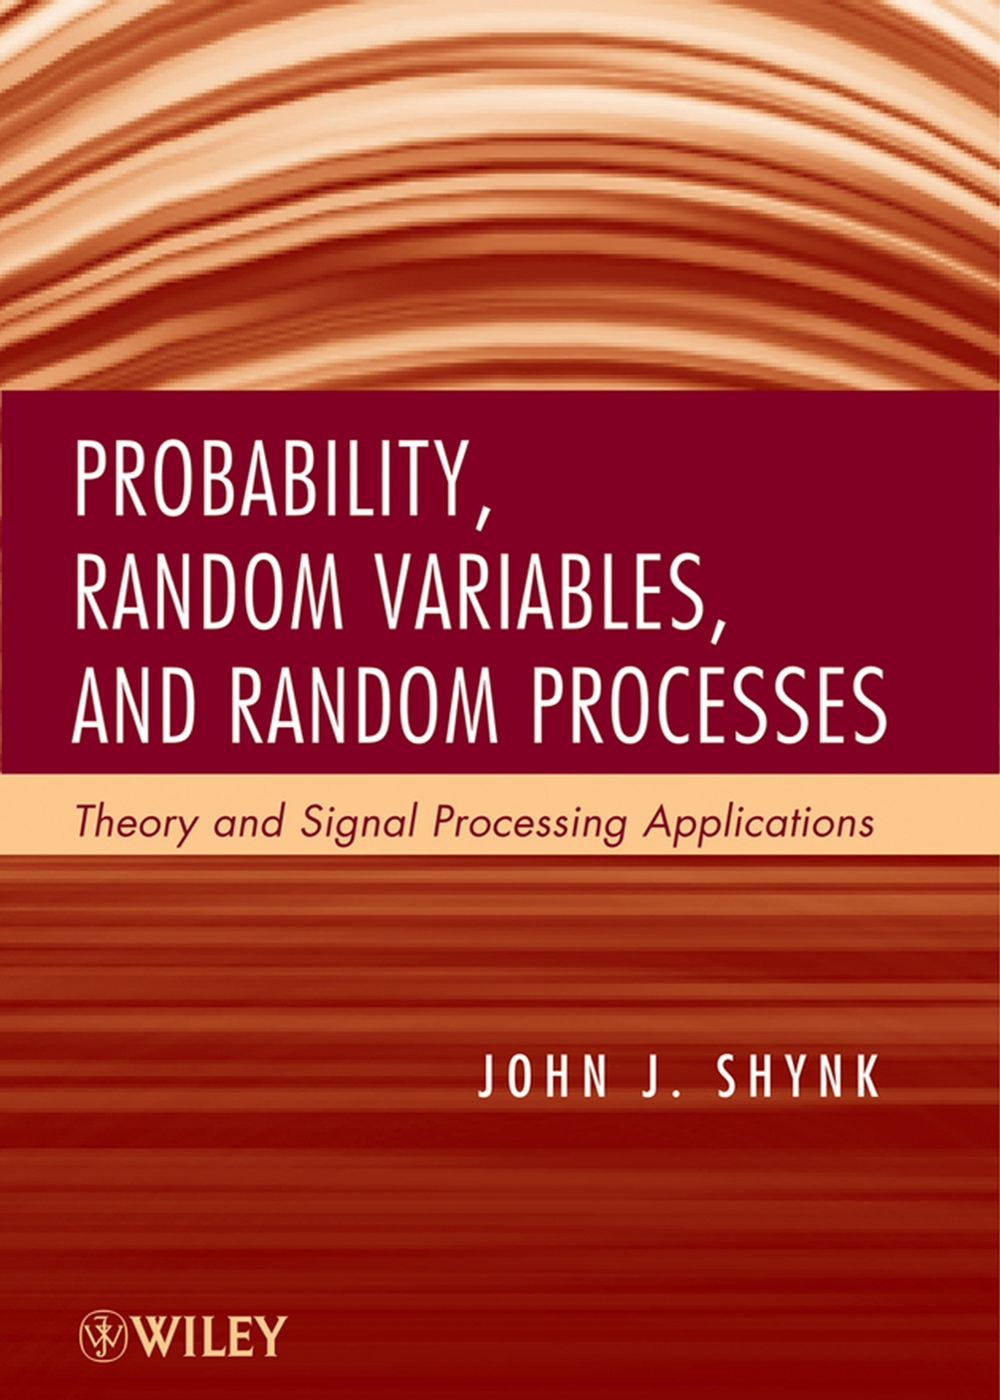 PROBABILITY,
RANDOM VARIABLES,
AND RANDOM PROCESSES
Theory and Signal Processing Applications
JOHN J. SHYNK
WILEY